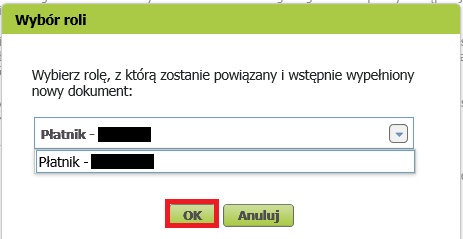 Wybór roli
Wybierz rolę, z którą zostanie powiązany i wstępnie wypełniony
nowy dokument:
Płatnik -
Płatnik -
OK Anuluj